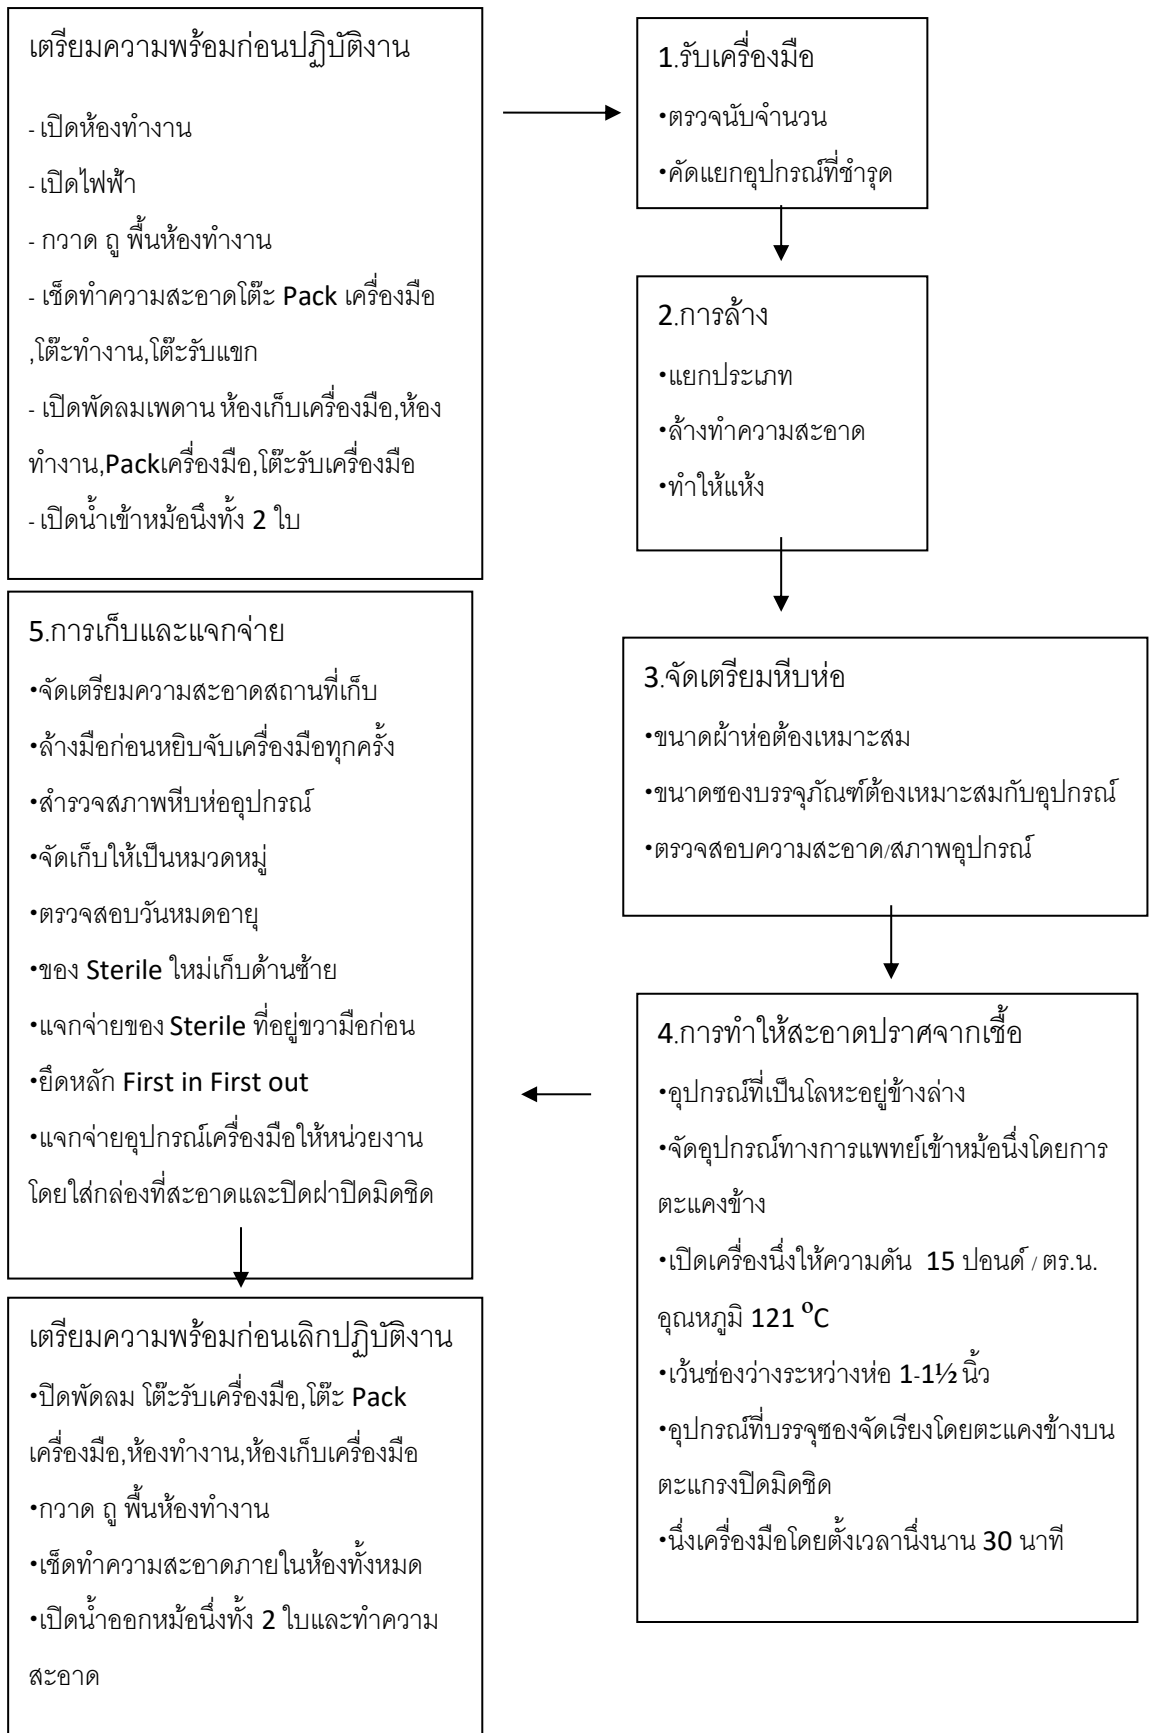 เตรียมความพร้อมก่อนปฏิบัติงาน
- เปิดห้องทำงาน
- เปิดไฟฟ้า
- กวาด ถู พื้นห้องทำงาน
- เช็ดทำความสะอาดโต๊ะ Pack เครื่องมือ
,โต๊ะทำงาน,โต๊ะรับแขก
- เปิดพัดลมเพดาน ห้องเก็บเครื่องมือ,ห้อง
ทำงาน,Packเครื่องมือ,โต๊ะรับเครื่องมือ
- เปิดน้ำเข้าหม้อนึ่งทั้ง 2 ใบ
1.รับเครื่องมือ
•ตรวจนับจำนวน
•คัดแยกอุปกรณ์ที่ชำรุด
2.การล้าง
•แยกประเภท
•ล้างทำความสะอาด
•ทำให้แห้ง
3.จัดเตรียมหีบห่อ
•ขนาดผ้าห่อต้องเหมาะสม
•ขนาดซองบรรจุภัณฑ์ต้องเหมาะสมกับอุปกรณ์
•ตรวจสอบความสะอาด/สภาพอุปกรณ์
4.การทำให้สะอาดปราศจากเชื้อ
•อุปกรณ์ที่เป็นโลหะอยู่ข้างล่าง
•จัดอุปกรณ์ทางการแพทย์เข้าหม้อนึ่งโดยการ
ตะแคงข้าง
•เปิดเครื่องนึ่งให้ความดัน 15 ปอนด์ / ตร.น.
อุณหภูมิ 121 ⁰C
•เว้นช่องว่างระหว่างห่อ 1-1½ นิ้ว
•อุปกรณ์ที่บรรจุซองจัดเรียงโดยตะแคงข้างบน
ตะแกรงปิดมิดชิด
•นึ่งเครื่องมือโดยตั้งเวลานึ่งนาน 30 นาที
5.การเก็บและแจกจ่าย
•จัดเตรียมความสะอาดสถานที่เก็บ
•ล้างมือก่อนหยิบจับเครื่องมือทุกครั้ง
•สำรวจสภาพหีบห่ออุปกรณ์
•จัดเก็บให้เป็นหมวดหมู่
•ตรวจสอบวันหมดอายุ
•ของ Sterile ใหม่เก็บด้านซ้าย
•แจกจ่ายของ Sterile ที่อยู่ขวามือก่อน
•ยึดหลัก First in First out
•แจกจ่ายอุปกรณ์เครื่องมือให้หน่วยงาน
โดยใส่กล่องที่สะอาดและปิดฝาปิดมิดชิด
เตรียมความพร้อมก่อนเลิกปฏิบัติงาน
•ปิดพัดลม โต๊ะรับเครื่องมือ,โต๊ะ Pack
เครื่องมือ,ห้องทำงาน,ห้องเก็บเครื่องมือ
•กวาด ถู พื้นห้องทำงาน
•เช็ดทำความสะอาดภายในห้องทั้งหมด
•เปิดน้ำออกหม้อนึ่งทั้ง 2 ใบและทำความ
สะอาด